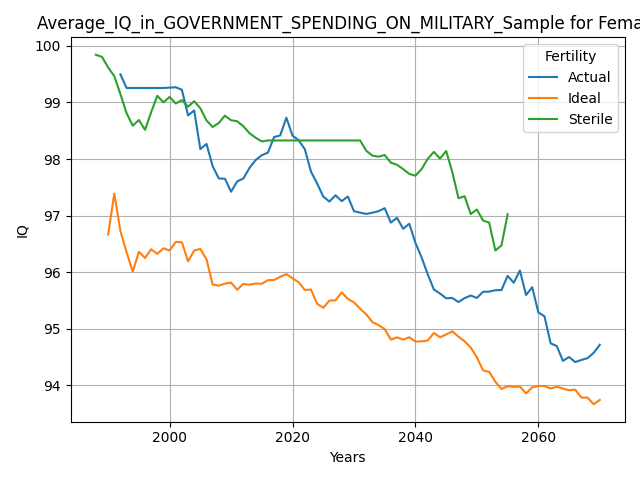 Average_IQ_in_GOVERNMENT_SPENDING_ON_MILITARY_Sample for Fema
Fertility
Actual
Ideal
Sterile
100
99
98
97
96
95
94
IQ
2000 2020 2040 2060
Years